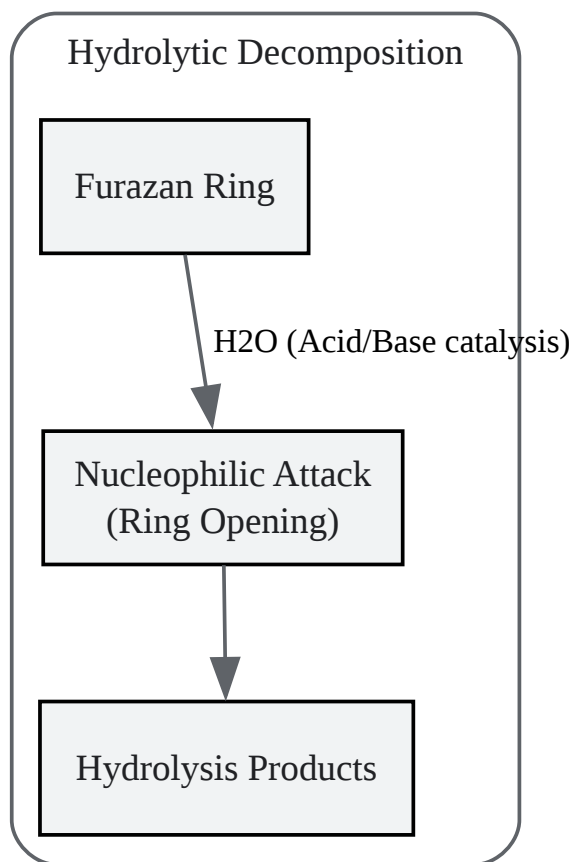 Hydrolytic Decomposition
Furazan Ring
H2O (Acid/Base catalysis)
Nucleophilic Attack
(Ring Opening)
Hydrolysis Products